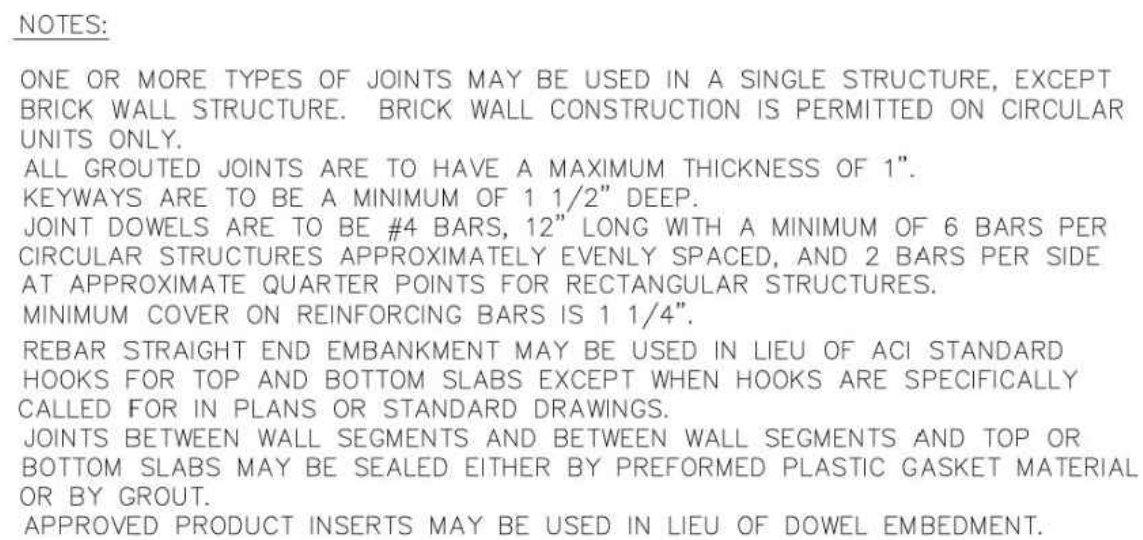 NOTES:
ONE OR MORE TYPES OF JOINTS MAY BE USED IN A SINGLE STRUCTURE, EXCEPT
BRICK WALL STRUCTURE. BRICK WALL CONSTRUCTION IS PERMITTED ON CIRCULAR
UNITS ONLY.
ALL GROUTED JOINTS ARE TO HAVE A MAXIMUM THICKNESS OF 1".
KEYWAYS ARE TO BE A MINIMUM OF 1 1/2" DEEP.
JOINT DOWELS ARE TO BE #4 BARS, 12" LONG WITH A MINIMUM OF 6 BARS PER
CIRCULAR STRUCTURES APPROXIMATELY EVENLY SPACED, AND 2 BARS PER SIDE
AT APPROXIMATE QUARTER POINTS FOR RECTANGULAR STRUCTURES.
MINIMUM COVER ON REINFORCING BARS IS 1 1/4".
REBAR STRAIGHT END EMBANKMENT MAY BE USED IN LIEU OF ACI STANDARD
HOOKS FOR TOP AND BOTTOM SLABS EXCEPT WHEN HOOKS ARE SPECIFICALLY
CALLED FOR IN PLANS OR STANDARD DRAWINGS.
JOINTS BETWEEN WALL SEGMENTS AND BETWEEN WALL SEGMENTS AND TOP OR
BOTTOM SLABS MAY BE SEALED EITHER BY PREFORMED PLASTIC GASKET MATERIAL
OR BY GROUT.
APPROVED PRODUCT INSERTS MAY BE USED IN LIEU OF DOWEL EMBEDMENT.